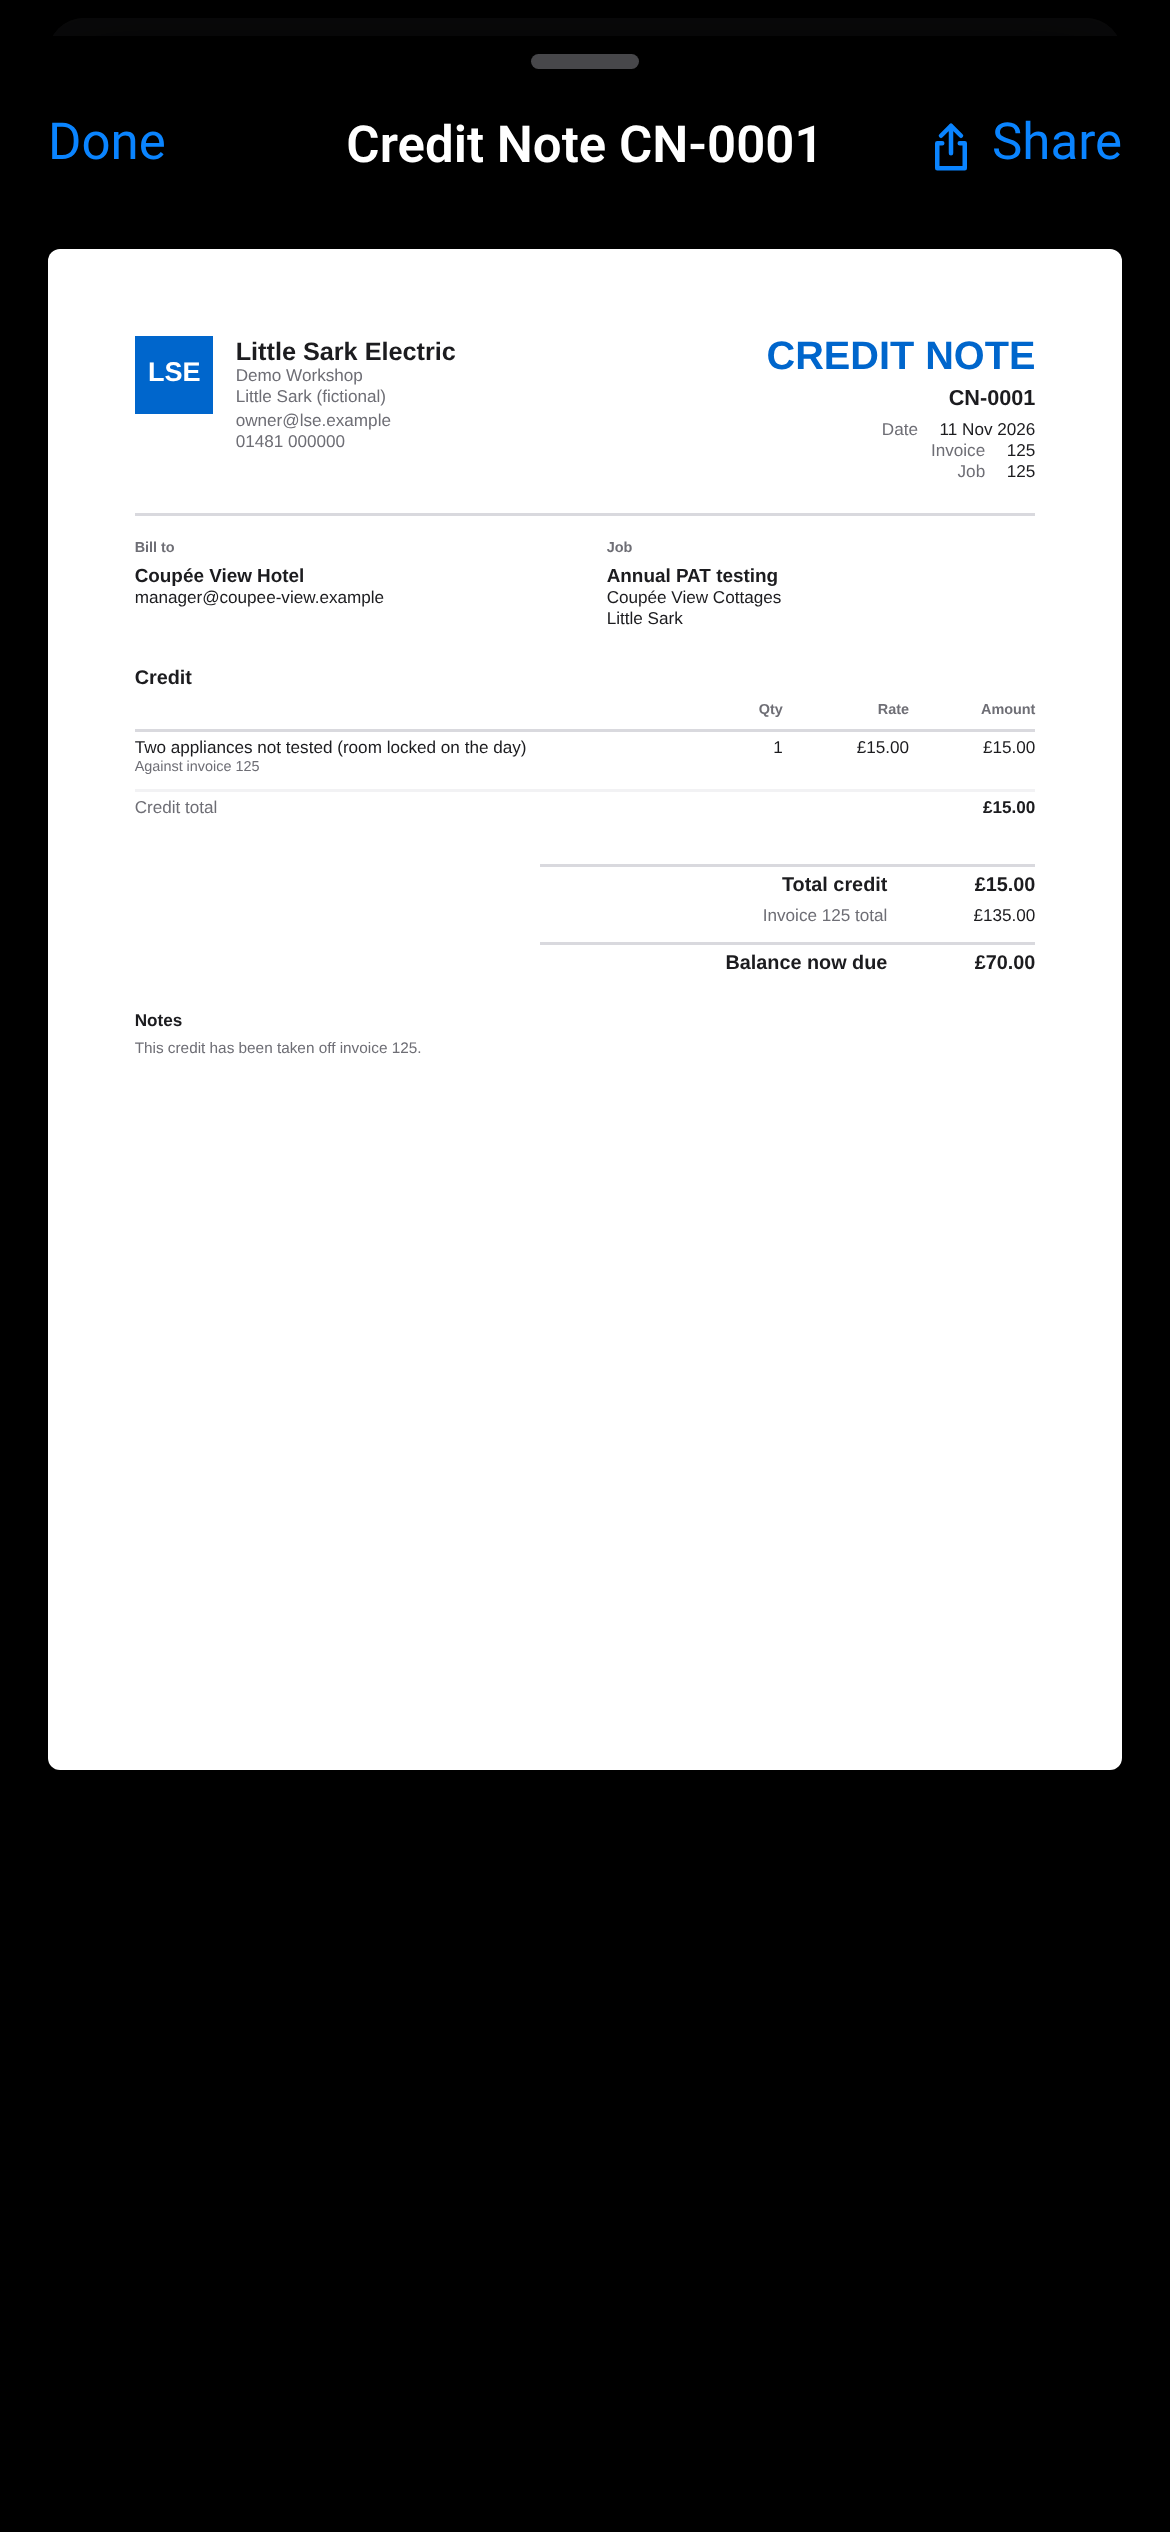 Done
Credit Note CN-0001
Share
LSE
Little Sark Electric
Demo Workshop
Little Sark (fictional)
owner@lse.example
01481 000000
CREDIT NOTE
CN-0001
Date 11 Nov 2026
Invoice 125
Job 125
Bill to
Coupée View Hotel
manager@coupee-view.example
Job
Annual PAT testing
Coupée View Cottages
Little Sark
Credit
Qty Rate Amount
Two appliances not tested (room locked on the day) 1 £15.00 £15.00
Against invoice 125
Credit total £15.00
Total credit £15.00
Invoice 125 total £135.00
Balance now due £70.00
Notes
This credit has been taken off invoice 125.